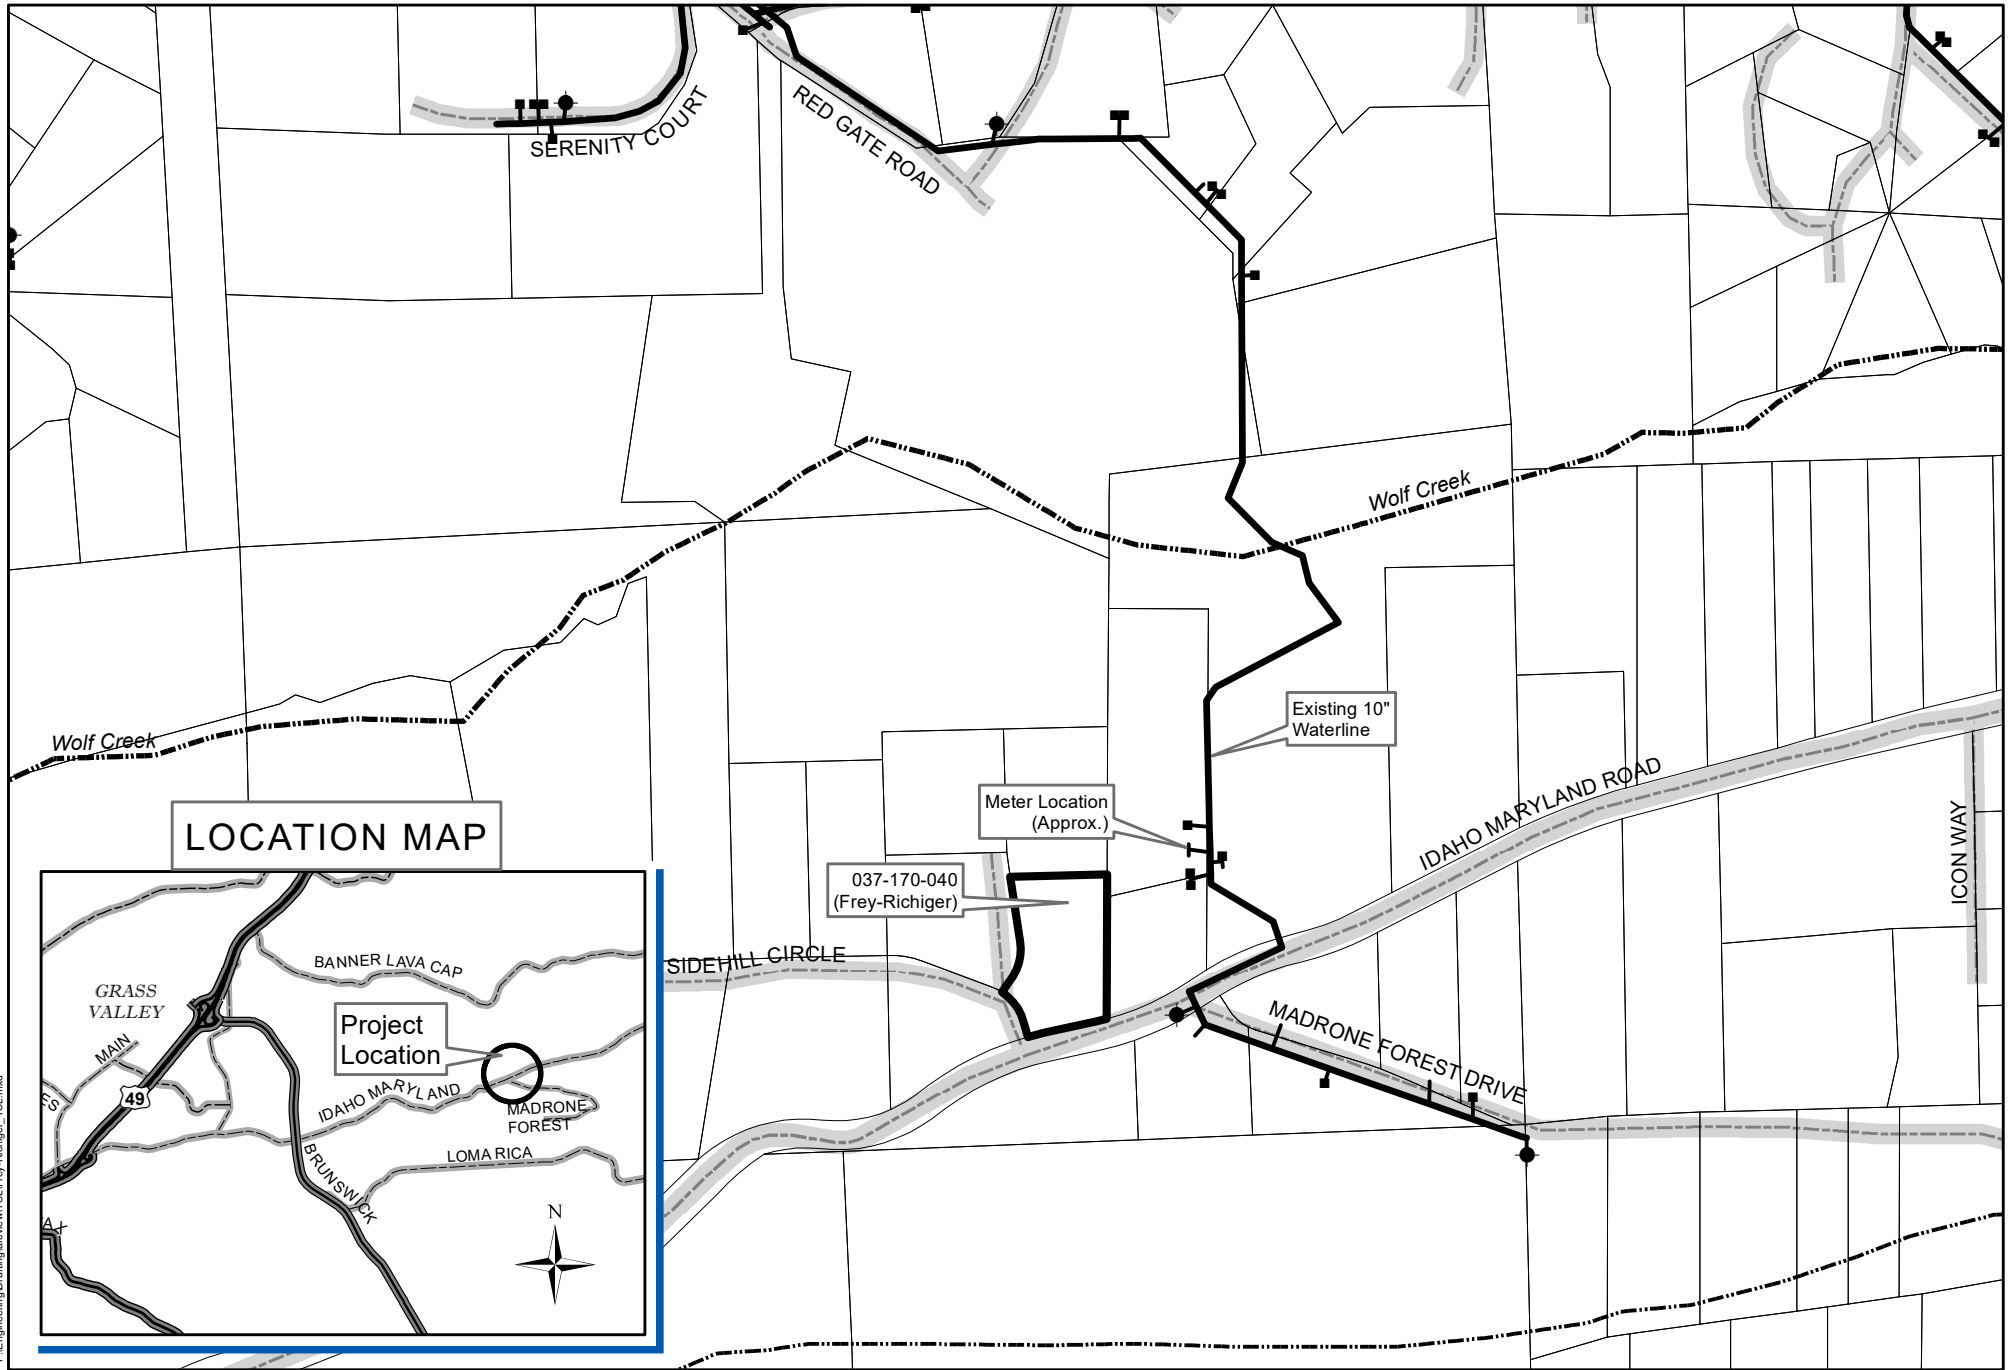 SERENITY COURT
RED GATE ROAD
Wolf Creek
Wolf Creek
Existing 10"
Waterline
Meter Location
(Approx.)
IDAHO MARYLAND ROAD
ICON WAY
037-170-040
(Frey-Richiger)
SIDEHILL CIRCLE
MADRONE FOREST DRIVE
LOCATION MAP
BANNER LAVA CAP
GRASS
VALLEY
Project
Location
MAIN
49
IDAHO MARYLAND
MADRONE
FOREST
LOMA RICA
BRUNSWICK
ES
AX
N